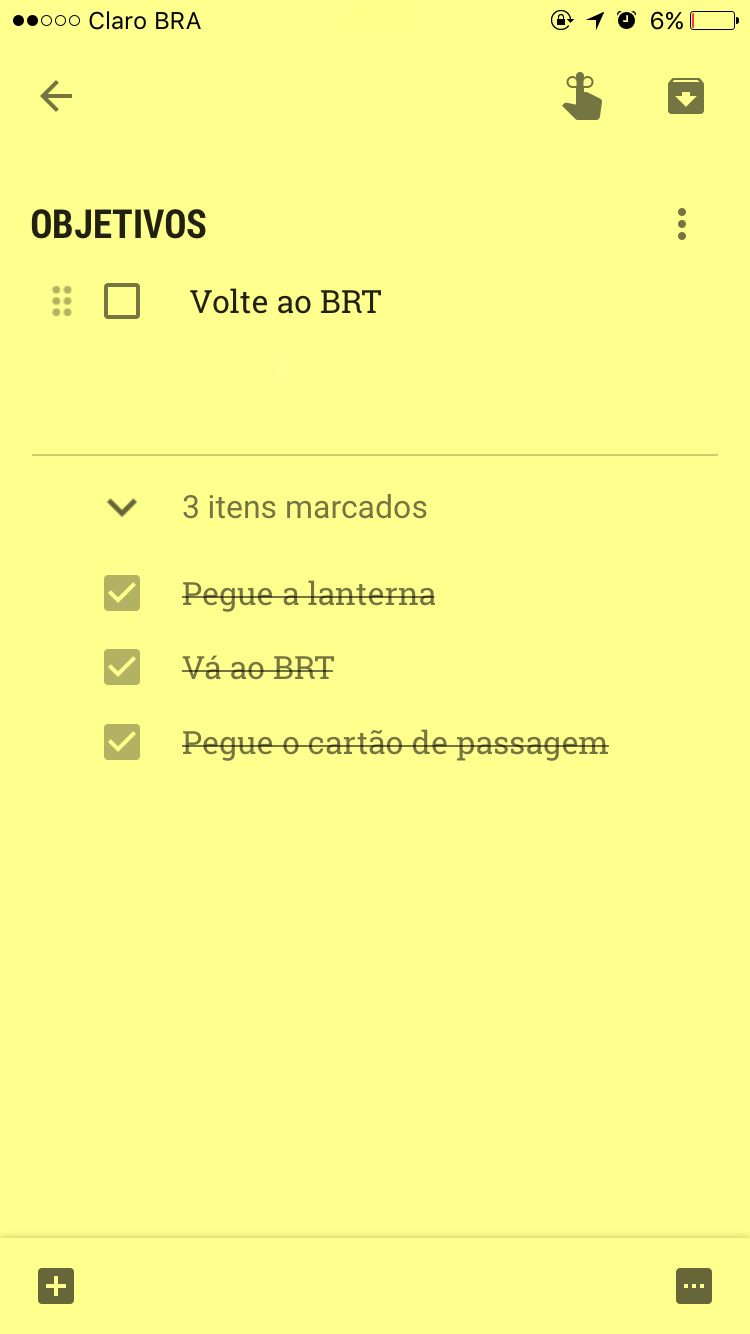 Claro BRA 6%
OBJETIVOS
Volte ao BRT
3 itens marcados
Pegue a lanterna
Vá ao BRT
Pegue o cartão de passagem